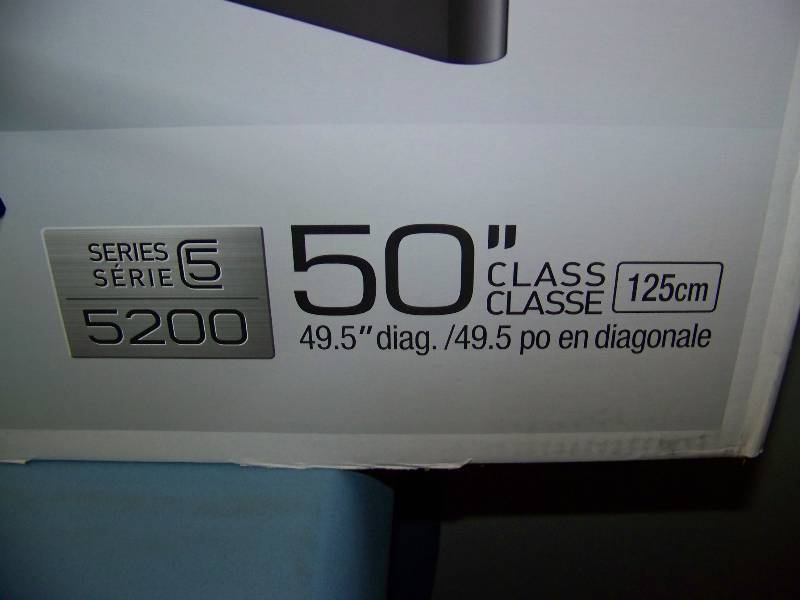 SERIES 5
SÉRIE
5200
50" CLASS
CLASSE
125cm
49.5" diag. /49.5 po en diagonale